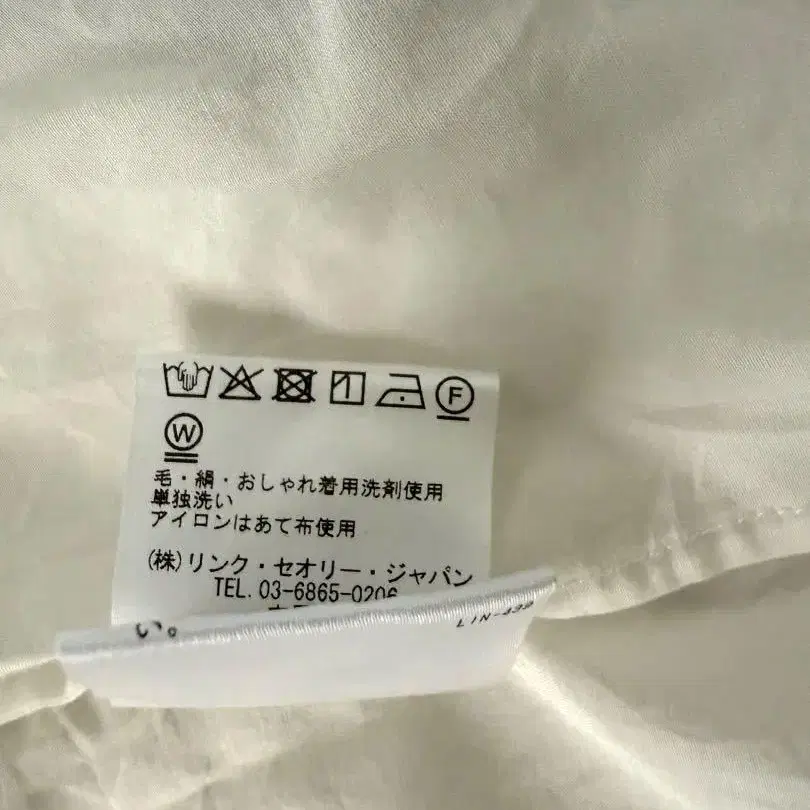 F
W
毛・絹・おしゃれ着用洗剤使用
単独洗い
アイロンはあて布使用
(株)リンク・セオリー・ジャパン
TEL.03-6865-0206
い。